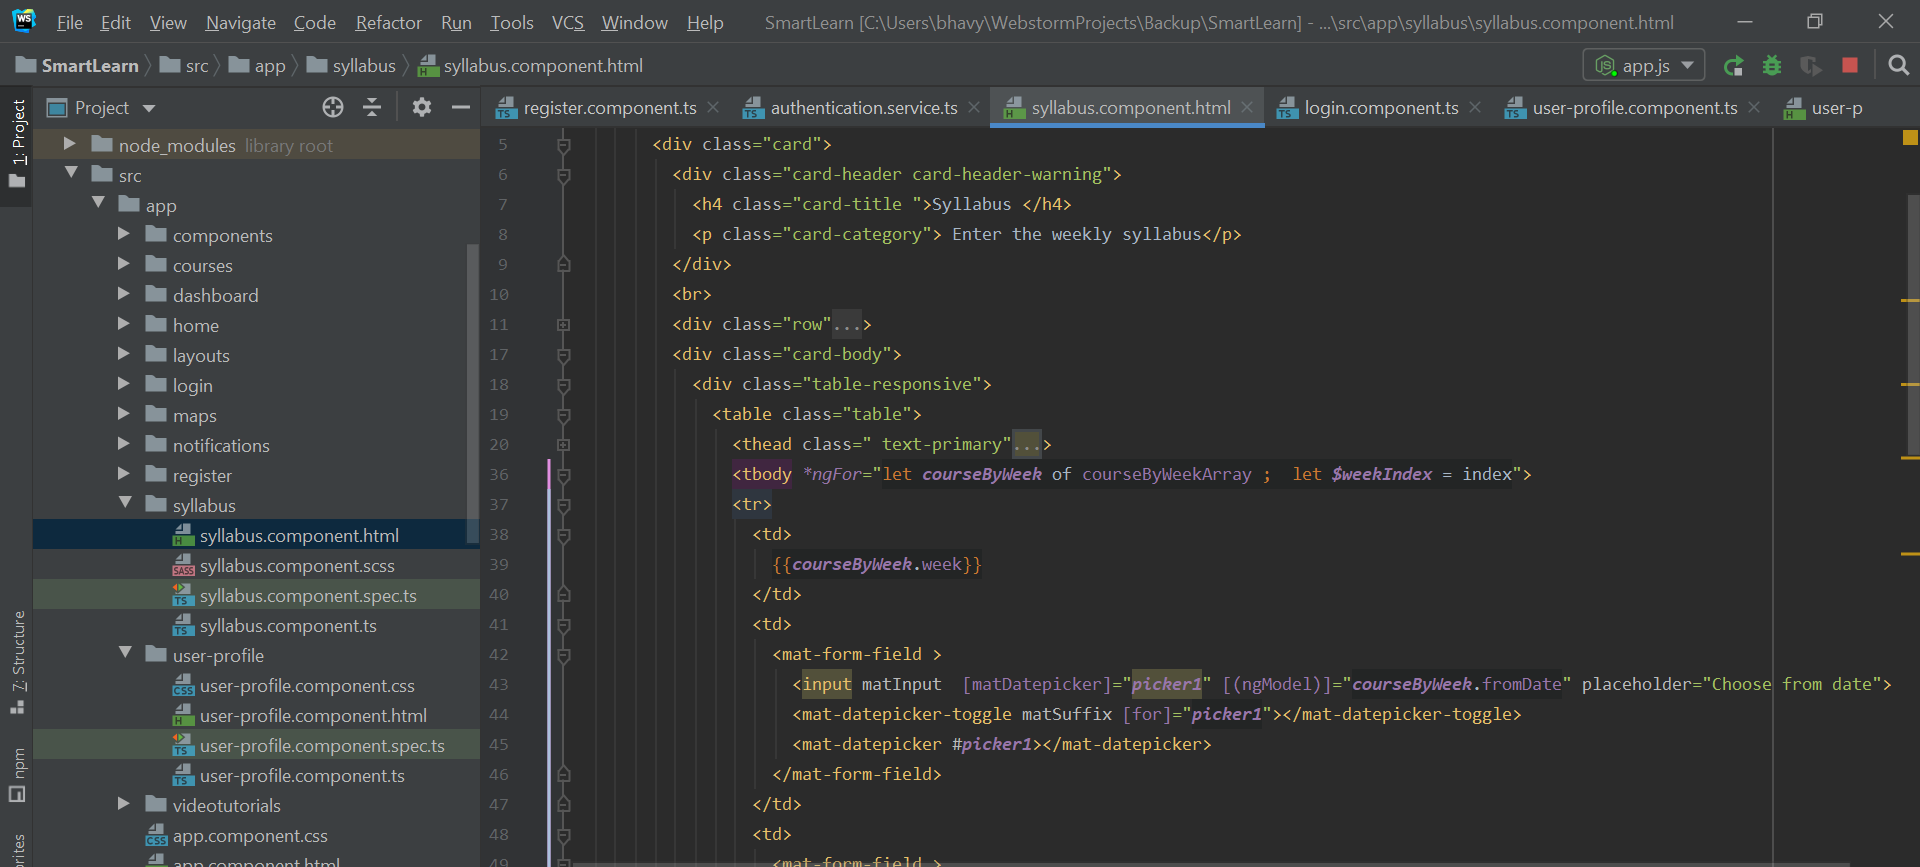 WS File Edit View Navigate Code Refactor Run Tools VCS Window Help SmartLearn [C:\Users\bhavy\WebstormProjects\Backup\SmartLearn] - ...\src\app\syllabus\syllabus.component.html
SmartLearn src app syllabus syllabus.component.html app.js
1: Project
7: Structure
npm
Project
node_modules library root
src
app
components
courses
dashboard
home
layouts
login
maps
notifications
register
syllabus
syllabus.component.html
syllabus.component.scss
syllabus.component.spec.ts
syllabus.component.ts
user-profile
user-profile.component.css
user-profile.component.html
user-profile.component.spec.ts
user-profile.component.ts
videotutorials
app.component.css
app.component.html
register.component.ts authentication.service.ts syllabus.component.html login.component.ts user-profile.component.ts user-p
5 <div class="card">
6 <div class="card-header card-header-warning">
7 <h4 class="card-title ">Syllabus </h4>
8 <p class="card-category"> Enter the weekly syllabus</p>
9 </div>
10 <br>
11 <div class="row"...>
17 <div class="card-body">
18 <div class="table-responsive">
19 <table class="table">
20 <thead class=" text-primary"...>
36 <tbody *ngFor="let courseByWeek of courseByWeekArray ;  let $weekIndex = index">
37 <tr>
38 <td>
39 {{courseByWeek.week}}
40 </td>
41 <td>
42 <mat-form-field >
43 <input matInput  [matDatepicker]="picker1" [(ngModel)]="courseByWeek.fromDate" placeholder="Choose from date">
44 <mat-datepicker-toggle matSuffix [for]="picker1"></mat-datepicker-toggle>
45 <mat-datepicker #picker1></mat-datepicker>
46 </mat-form-field>
47 </td>
48 <td>
49 <mat-form-field >